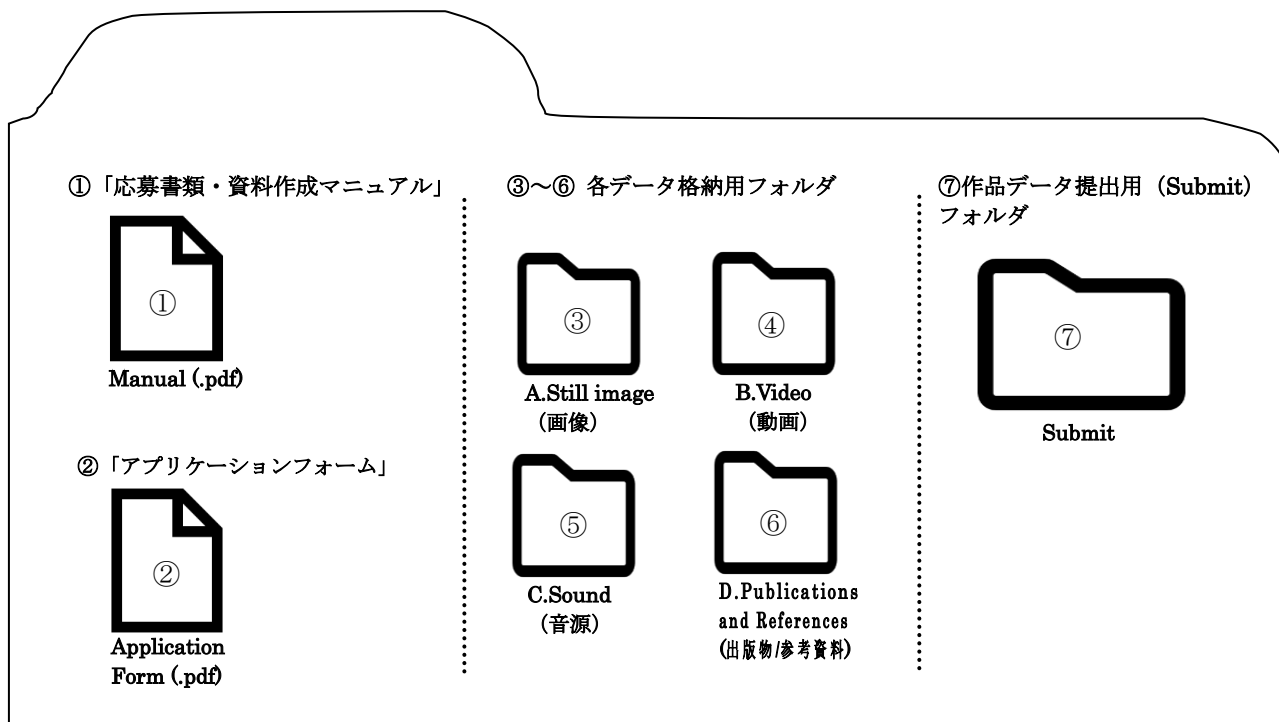 ①「応募書類・資料作成マニュアル」
①
Manual (.pdf)
②「アプリケーションフォーム」
②
Application
Form (.pdf)
③～⑥ 各データ格納用フォルダ
③
A.Still image
（画像）
④
B.Video
（動画）
⑤
C.Sound
（音源）
⑥
D.Publications
and References
(出版物/参考資料)
⑦作品データ提出用（Submit）
フォルダ
⑦
Submit